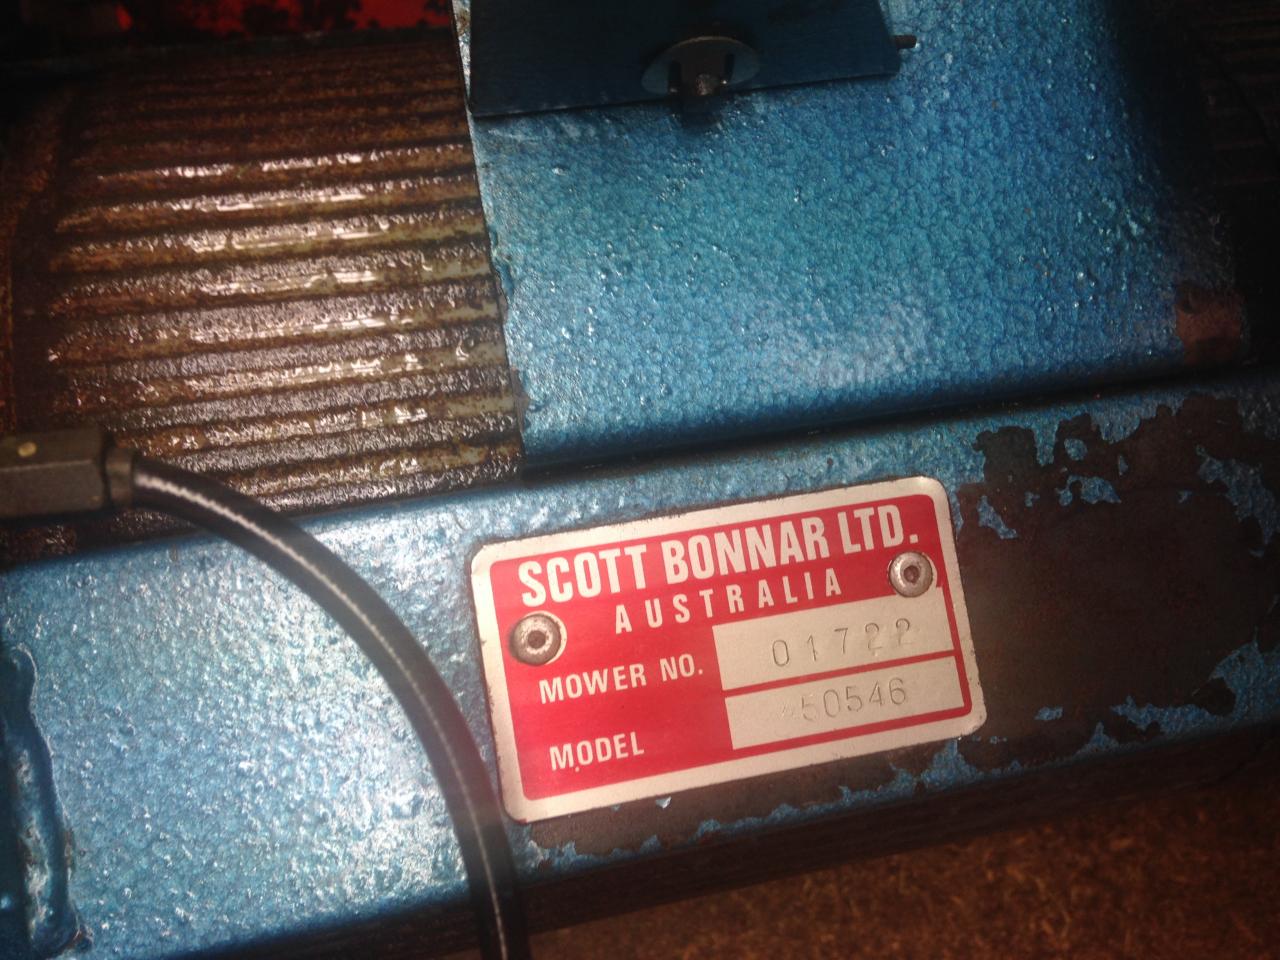 SCOTT BONNAR LTD.
AUSTRALIA
MOWER NO. 01722
MODEL 50546